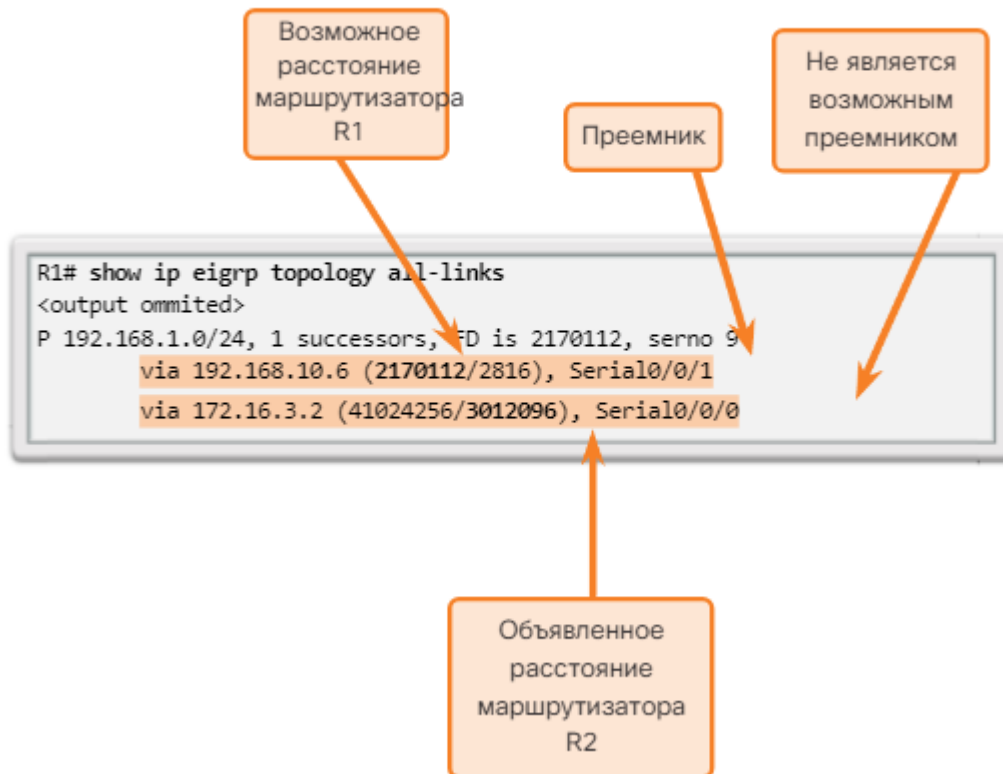 Возможное
расстояние
маршрутизатора
R1
Преемник
Не является
возможным
преемником
R1# show ip eigrp topology all-links
<output ommited>
P 192.168.1.0/24, 1 successors, FD is 2170112, serno 9
via 192.168.10.6 (2170112/2816), Serial0/0/1
via 172.16.3.2 (41024256/3012096), Serial0/0/0
Объявленное
расстояние
маршрутизатора
R2